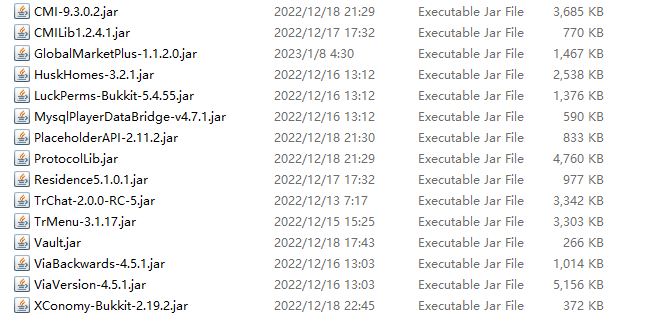 CMI-9.3.0.2.jar 2022/12/18 21:29 Executable Jar File 3,685 KB
CMILib1.2.4.1.jar 2022/12/17 17:32 Executable Jar File 770 KB
GlobalMarketPlus-1.1.2.0.jar 2023/1/8 4:30 Executable Jar File 1,467 KB
HuskHomes-3.2.1.jar 2022/12/16 13:12 Executable Jar File 2,538 KB
LuckPerms-Bukkit-5.4.55.jar 2022/12/16 13:12 Executable Jar File 1,376 KB
MysqlPlayerDataBridge-v4.7.1.jar 2022/12/16 13:12 Executable Jar File 590 KB
PlaceholderAPI-2.11.2.jar 2022/12/18 21:30 Executable Jar File 833 KB
ProtocolLib.jar 2022/12/18 21:29 Executable Jar File 4,760 KB
Residence5.1.0.1.jar 2022/12/17 17:32 Executable Jar File 977 KB
TrChat-2.0.0-RC-5.jar 2022/12/13 7:17 Executable Jar File 3,342 KB
TrMenu-3.1.17.jar 2022/12/15 15:25 Executable Jar File 3,303 KB
Vault.jar 2022/12/18 17:43 Executable Jar File 266 KB
ViaBackwards-4.5.1.jar 2022/12/16 13:03 Executable Jar File 1,014 KB
ViaVersion-4.5.1.jar 2022/12/16 13:03 Executable Jar File 5,156 KB
XConomy-Bukkit-2.19.2.jar 2022/12/18 22:45 Executable Jar File 372 KB